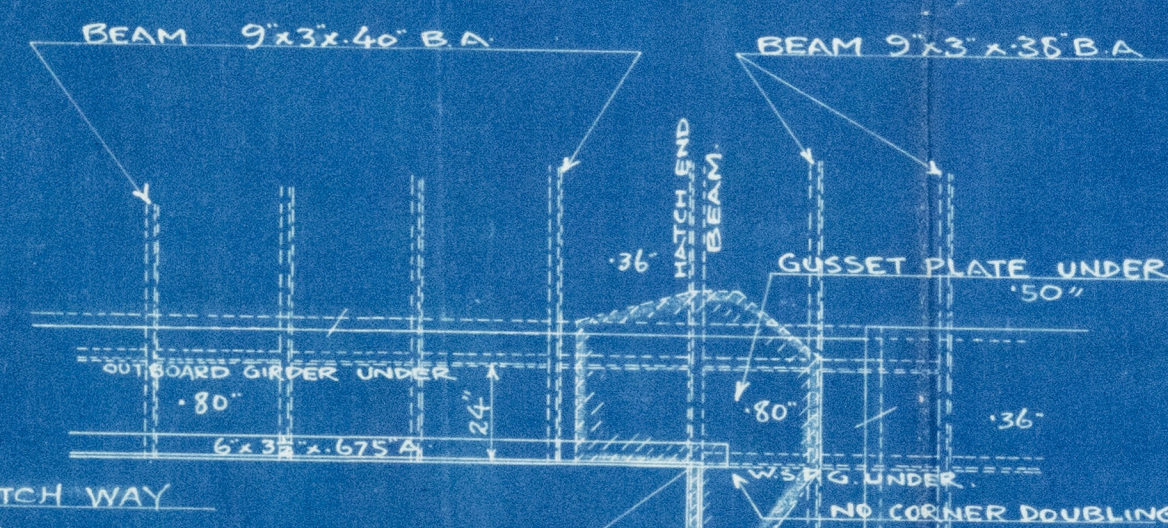 BEAM 9"x3"x.40" B.A.
BEAM 9"x3"x.36" B.A
HATCH END
BEAM.
.36"
GUSSET PLATE UNDER
.50"
OUTBOARD GIRDER UNDER
.80"
24"
.80"
.36"
6"x3½"x.675"A
W.S. G. UNDER.
TCH WAY
NO CORNER DOUBLING